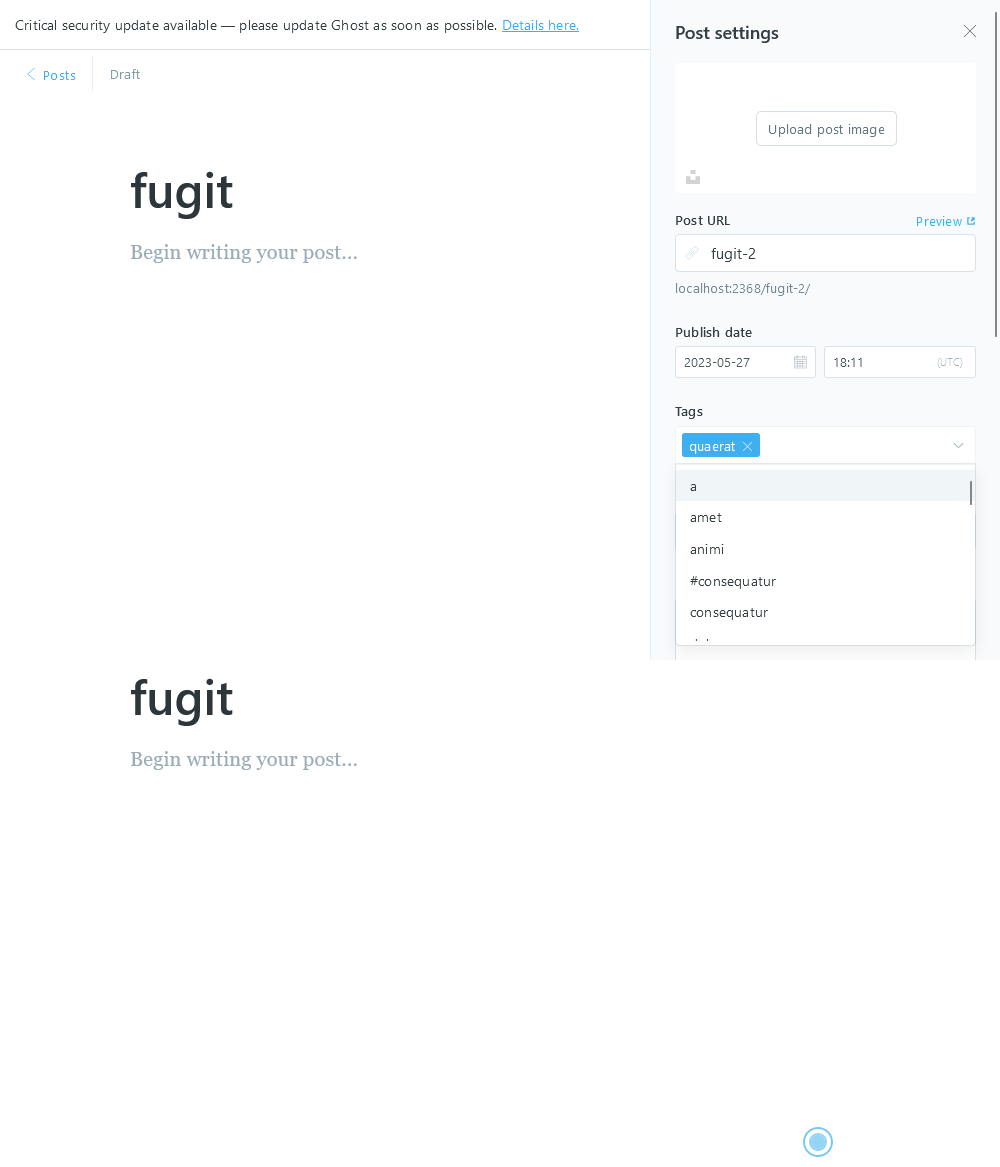 Critical security update available — please update Ghost as soon as possible. Details here.
Posts
Draft
fugit
Begin writing your post...
Post settings
Upload post image
Post URL
Preview
fugit-2
localhost:2368/fugit-2/
Publish date
2023-05-27
18:11
(UTC)
Tags
quaerat
a
amet
animi
#consequatur
consequatur
fugit
Begin writing your post...